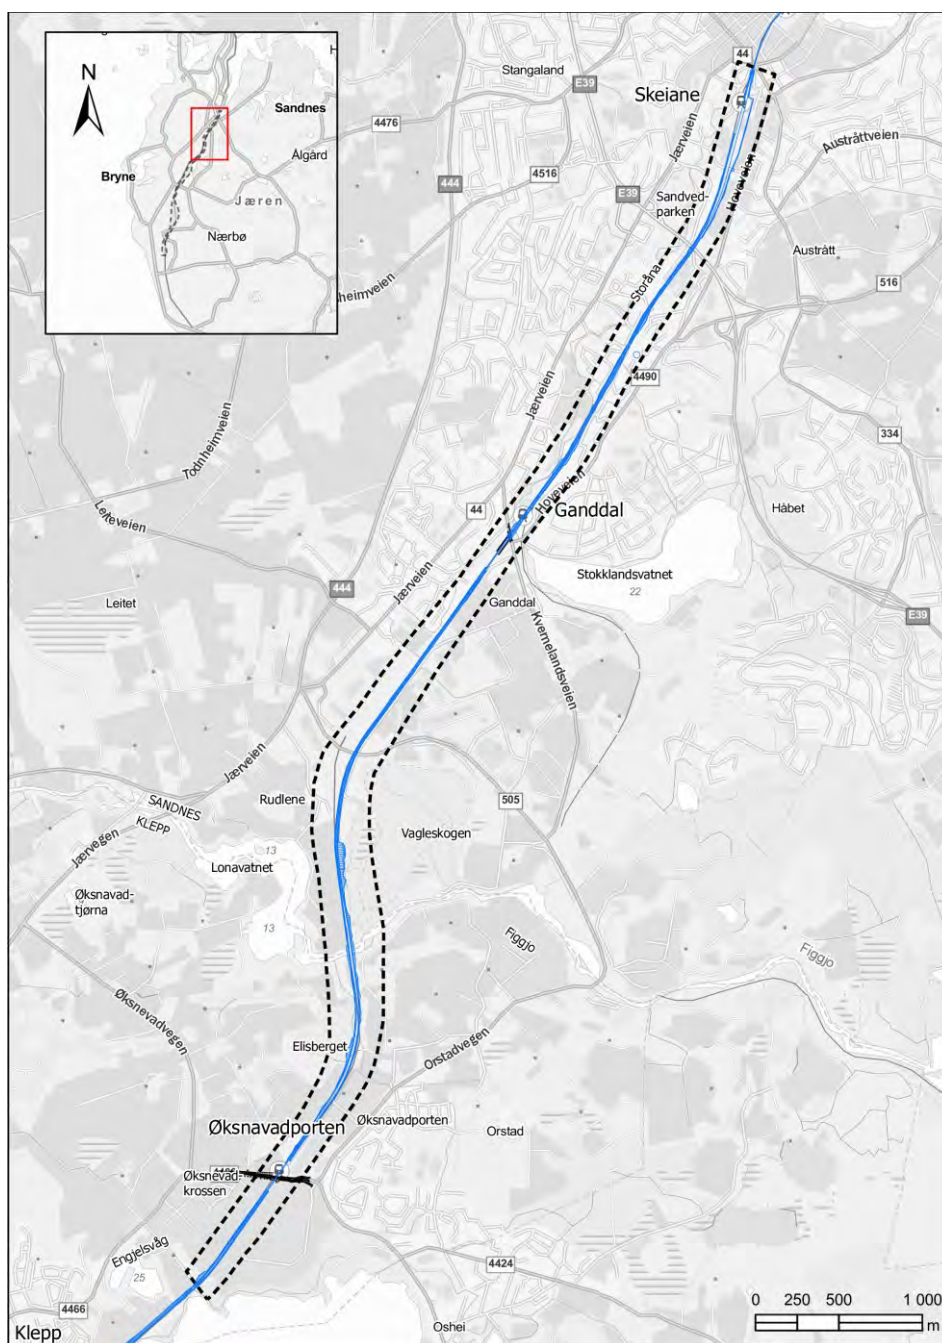 N
Sandnes
Ålgård
Bryne
Jæren
Nærbø
44
Stangaland
E39
Skeiane
4476
Jærveien
Austråttveien
4516
444
E39
Sandved-
parken
Hoveveien
Austrått
heimveien
Storåna
516
4490
Jærveien
Todnheimveien
334
Leiteveien
44
Hoveveien
Ganddal
Håbet
444
Jærveien
Stokklandsvatnet
22
Leitet
Ganddal
E39
Kvernelandsveien
Jærveien
Rudlene
505
SANDNES
KLEPP
Jærvegen
Vagleskogen
13
Lonavatnet
Øksnavad-
tjørna
13
Figgjo
Figgjo
Øksnevadvegen
Elisberget
Orstadvegen
Øksnavadporten
Øksnavadporten
Orstad
Øksnevad-
krossen
Engjelsvåg
25
4424
4466
Klepp
Oshei
0 250 500 1 000
m